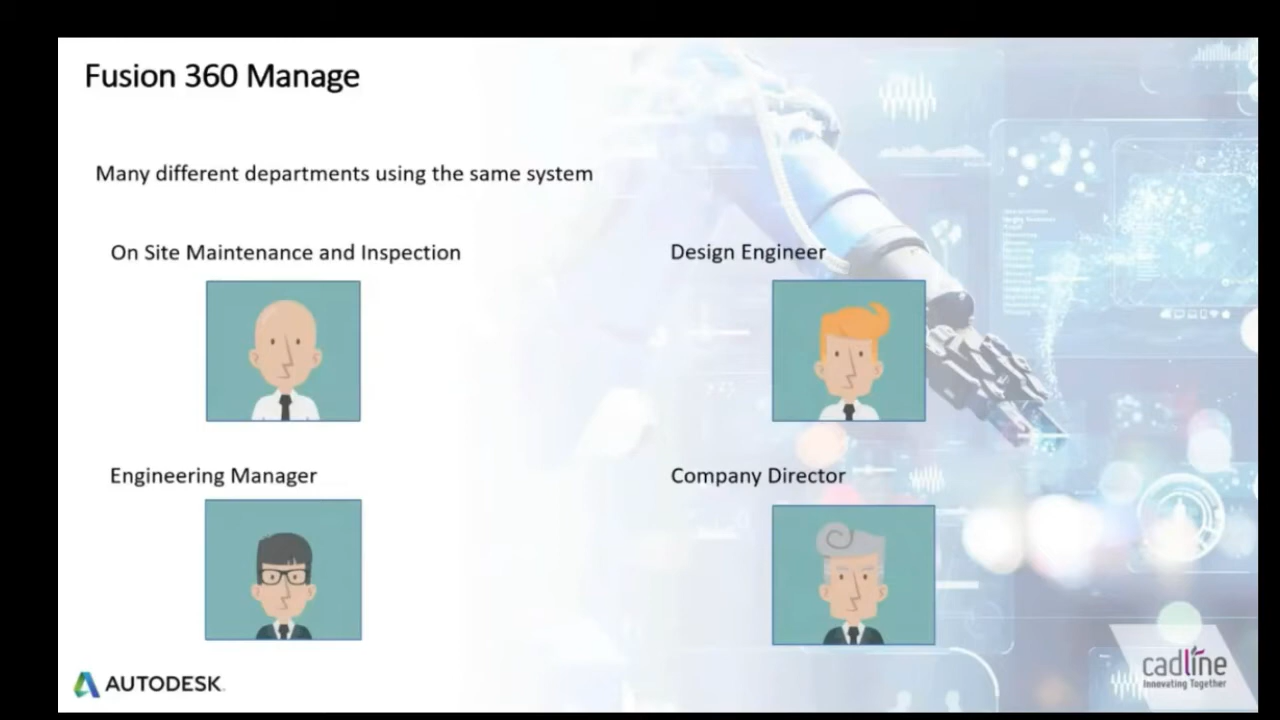 Fusion 360 Manage
Many different departments using the same system
On Site Maintenance and Inspection
Design Engineer
Engineering Manager
Company Director
AUTODESK.
cadline
Innovating Together